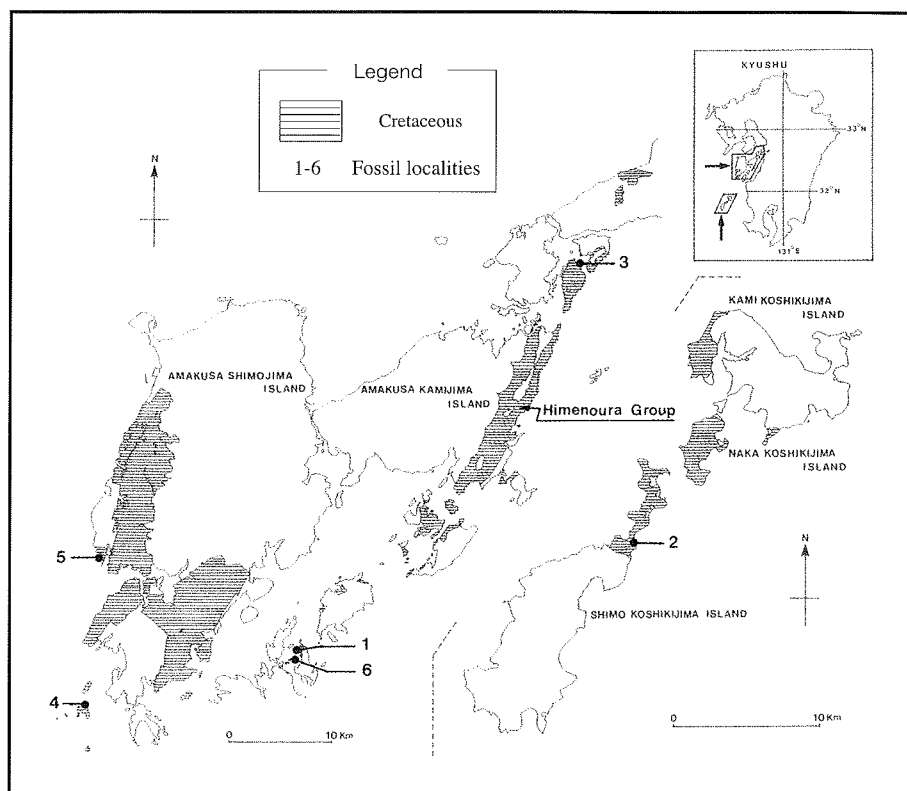 Legend
Cretaceous
1-6 Fossil localities
KYUSHU
33°N
32°N
131°E
N
3
KAMI KOSHIKIJIMA
ISLAND
AMAKUSA SHIMOJIMA
ISLAND
AMAKUSA KAMIJIMA
ISLAND
Himenoura Group
NAKA KOSHIKIJIMA
ISLAND
5
2
N
SHIMO KOSHIKIJIMA ISLAND
1
6
4
0 10 Km
0 10 Km